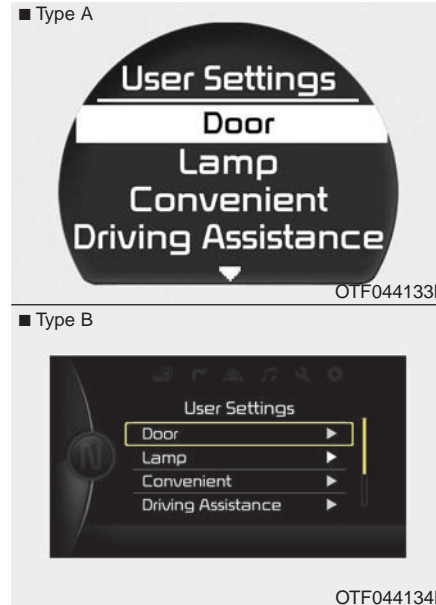 ■ Type A
User Settings
Door
Lamp
Convenient
Driving Assistance
OTF044133
■ Type B
User Settings
Door
Lamp
Convenient
Driving Assistance
N
OTF044134